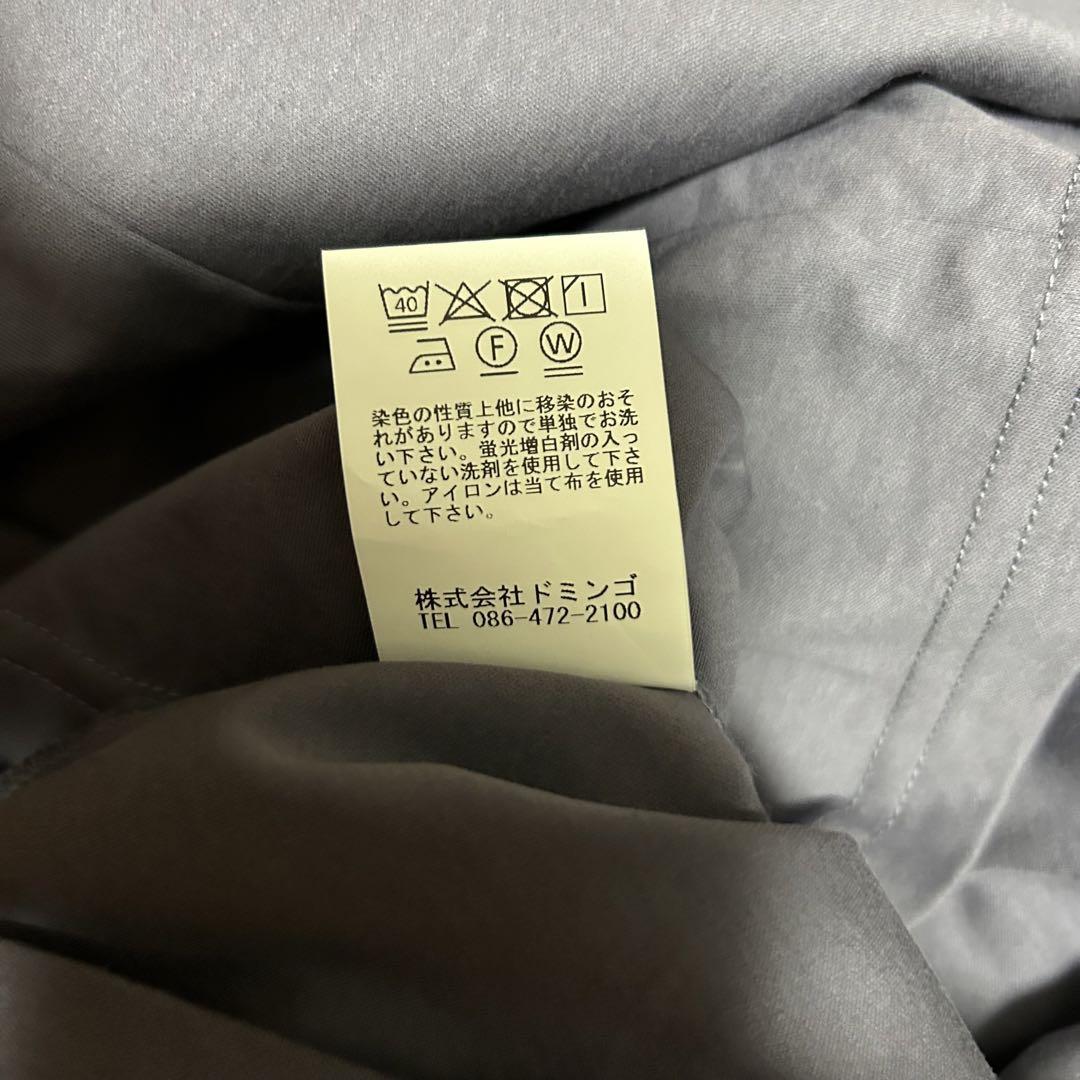 40
F W
染色の性質上他に移染のおそ
れがありますので単独でお洗
い下さい。蛍光増白剤の入っ
ていない洗剤を使用して下さ
い。アイロンは当て布を使用
して下さい。
株式会社ドミンゴ
TEL 086-472-2100